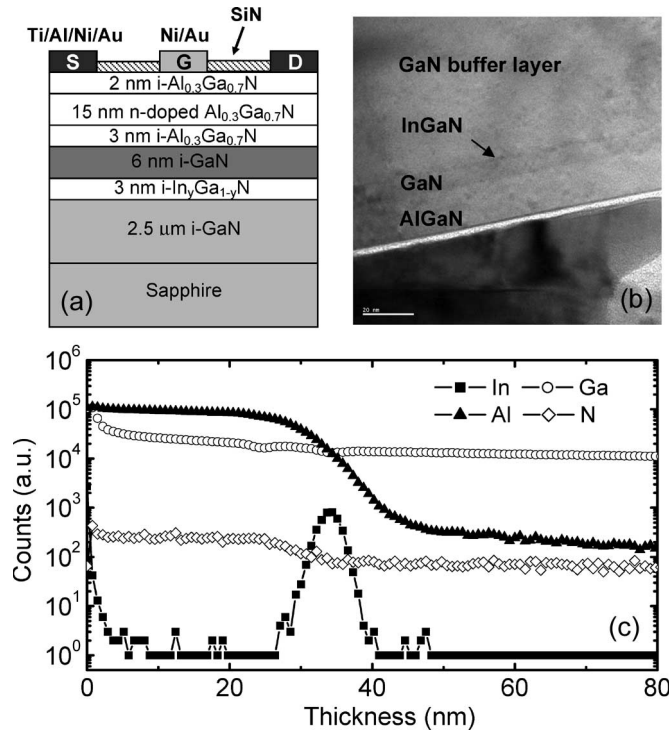 SiN
Ti/Al/Ni/Au Ni/Au
S G D
2 nm i-Al0.3Ga0.7N
15 nm n-doped Al0.3Ga0.7N
3 nm i-Al0.3Ga0.7N
6 nm i-GaN
3 nm i-InyGa1-yN
2.5 µm i-GaN
Sapphire
(a)
GaN buffer layer
InGaN
GaN
AlGaN
20 nm
(b)
10^6
10^5
10^4
10^3
10^2
10^1
10^0
Counts (a.u.)
In Ga
Al N
(c)
0 20 40 60 80
Thickness (nm)